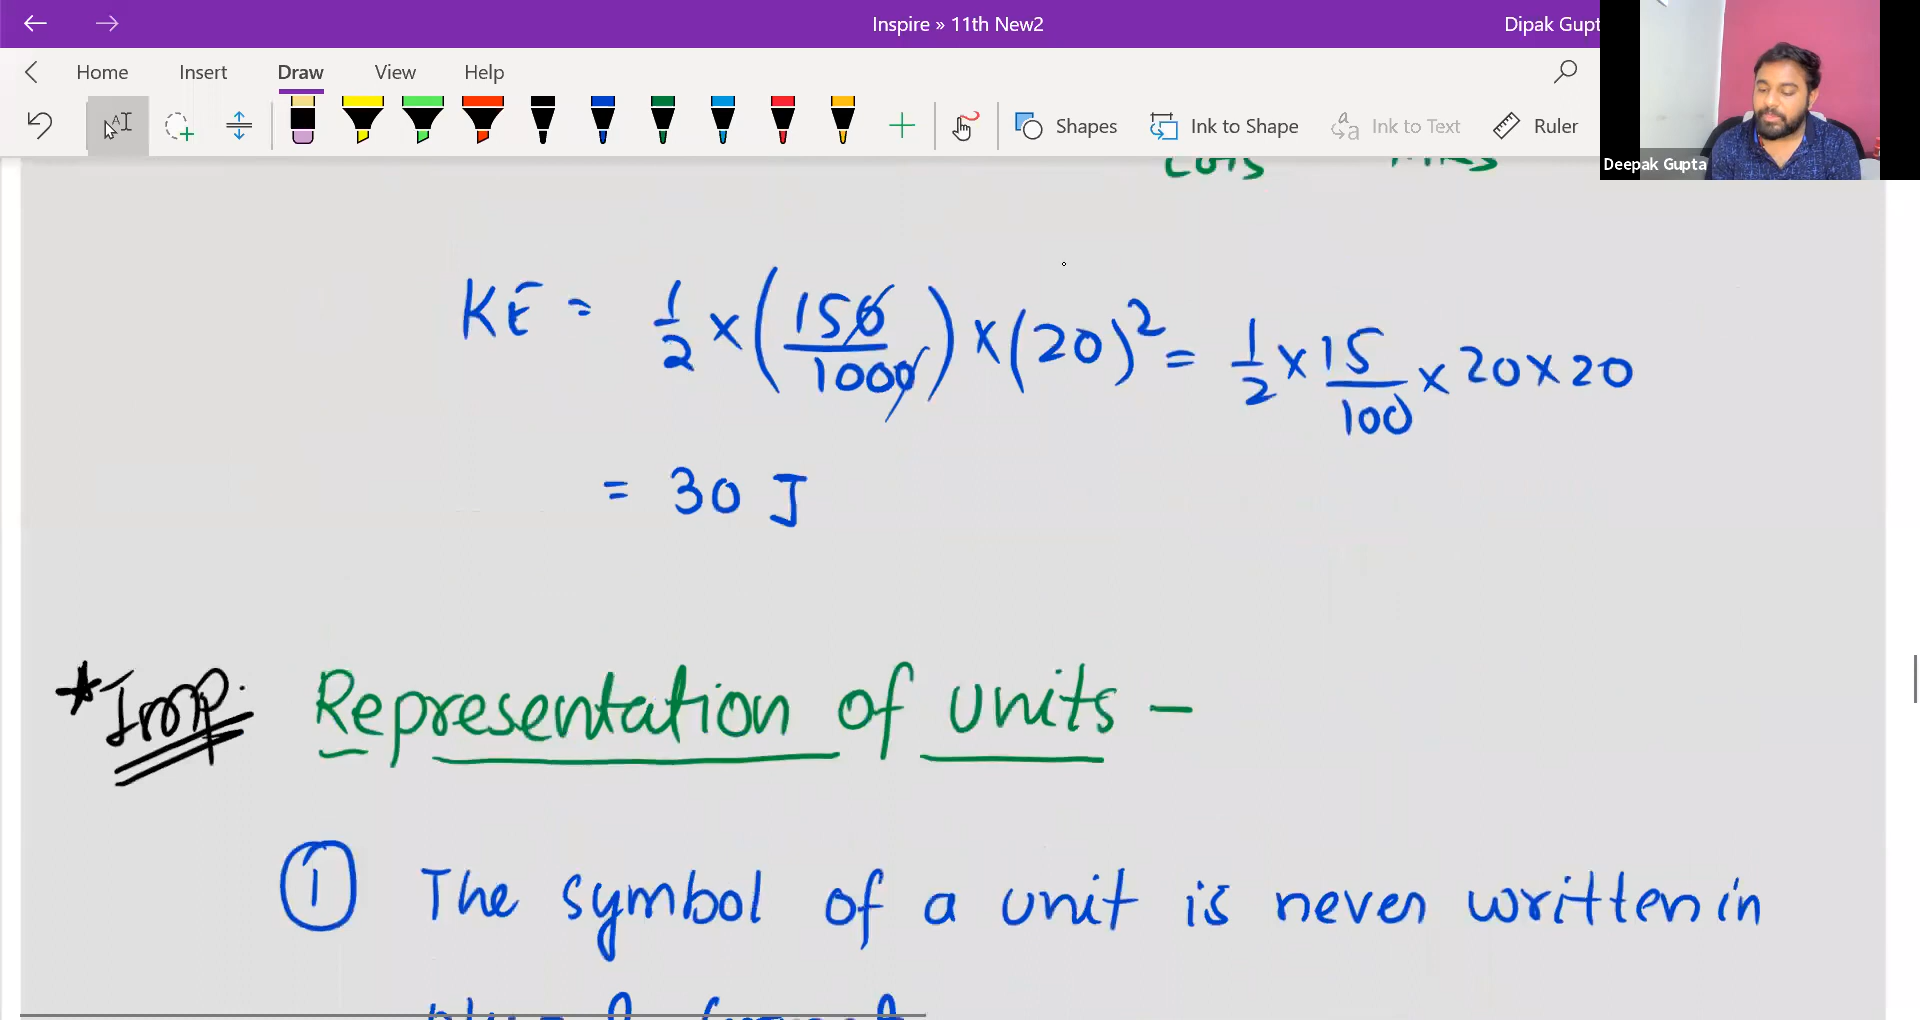 Inspire » 11th New2
Dipak Gupt
Home Insert Draw View Help
Shapes Ink to Shape Ink to Text Ruler
Deepak Gupta
KE = 1/2 × (150/1000) × (20)² = 1/2 × 15/100 × 20 × 20
= 30 J
*Imp. Representation of units –
① The symbol of a unit is never written in